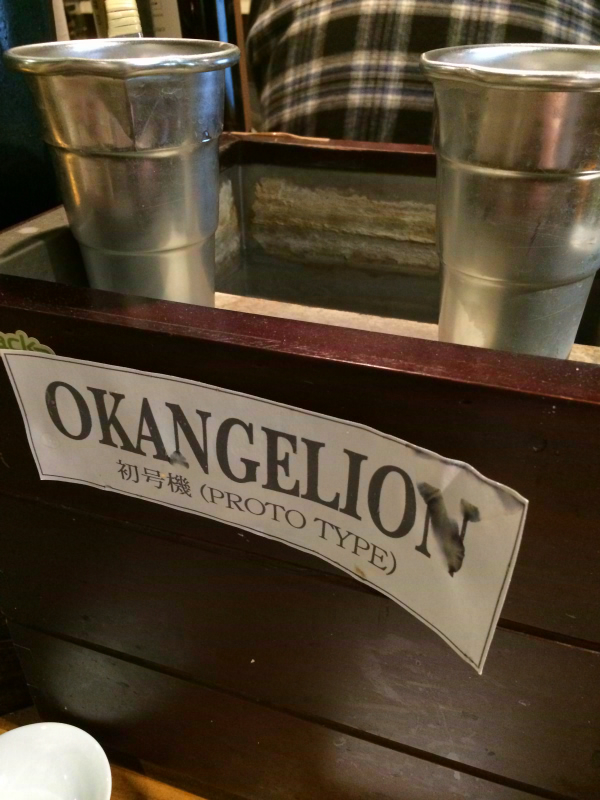 OKANGELION
初号機 (PROTO TYPE)